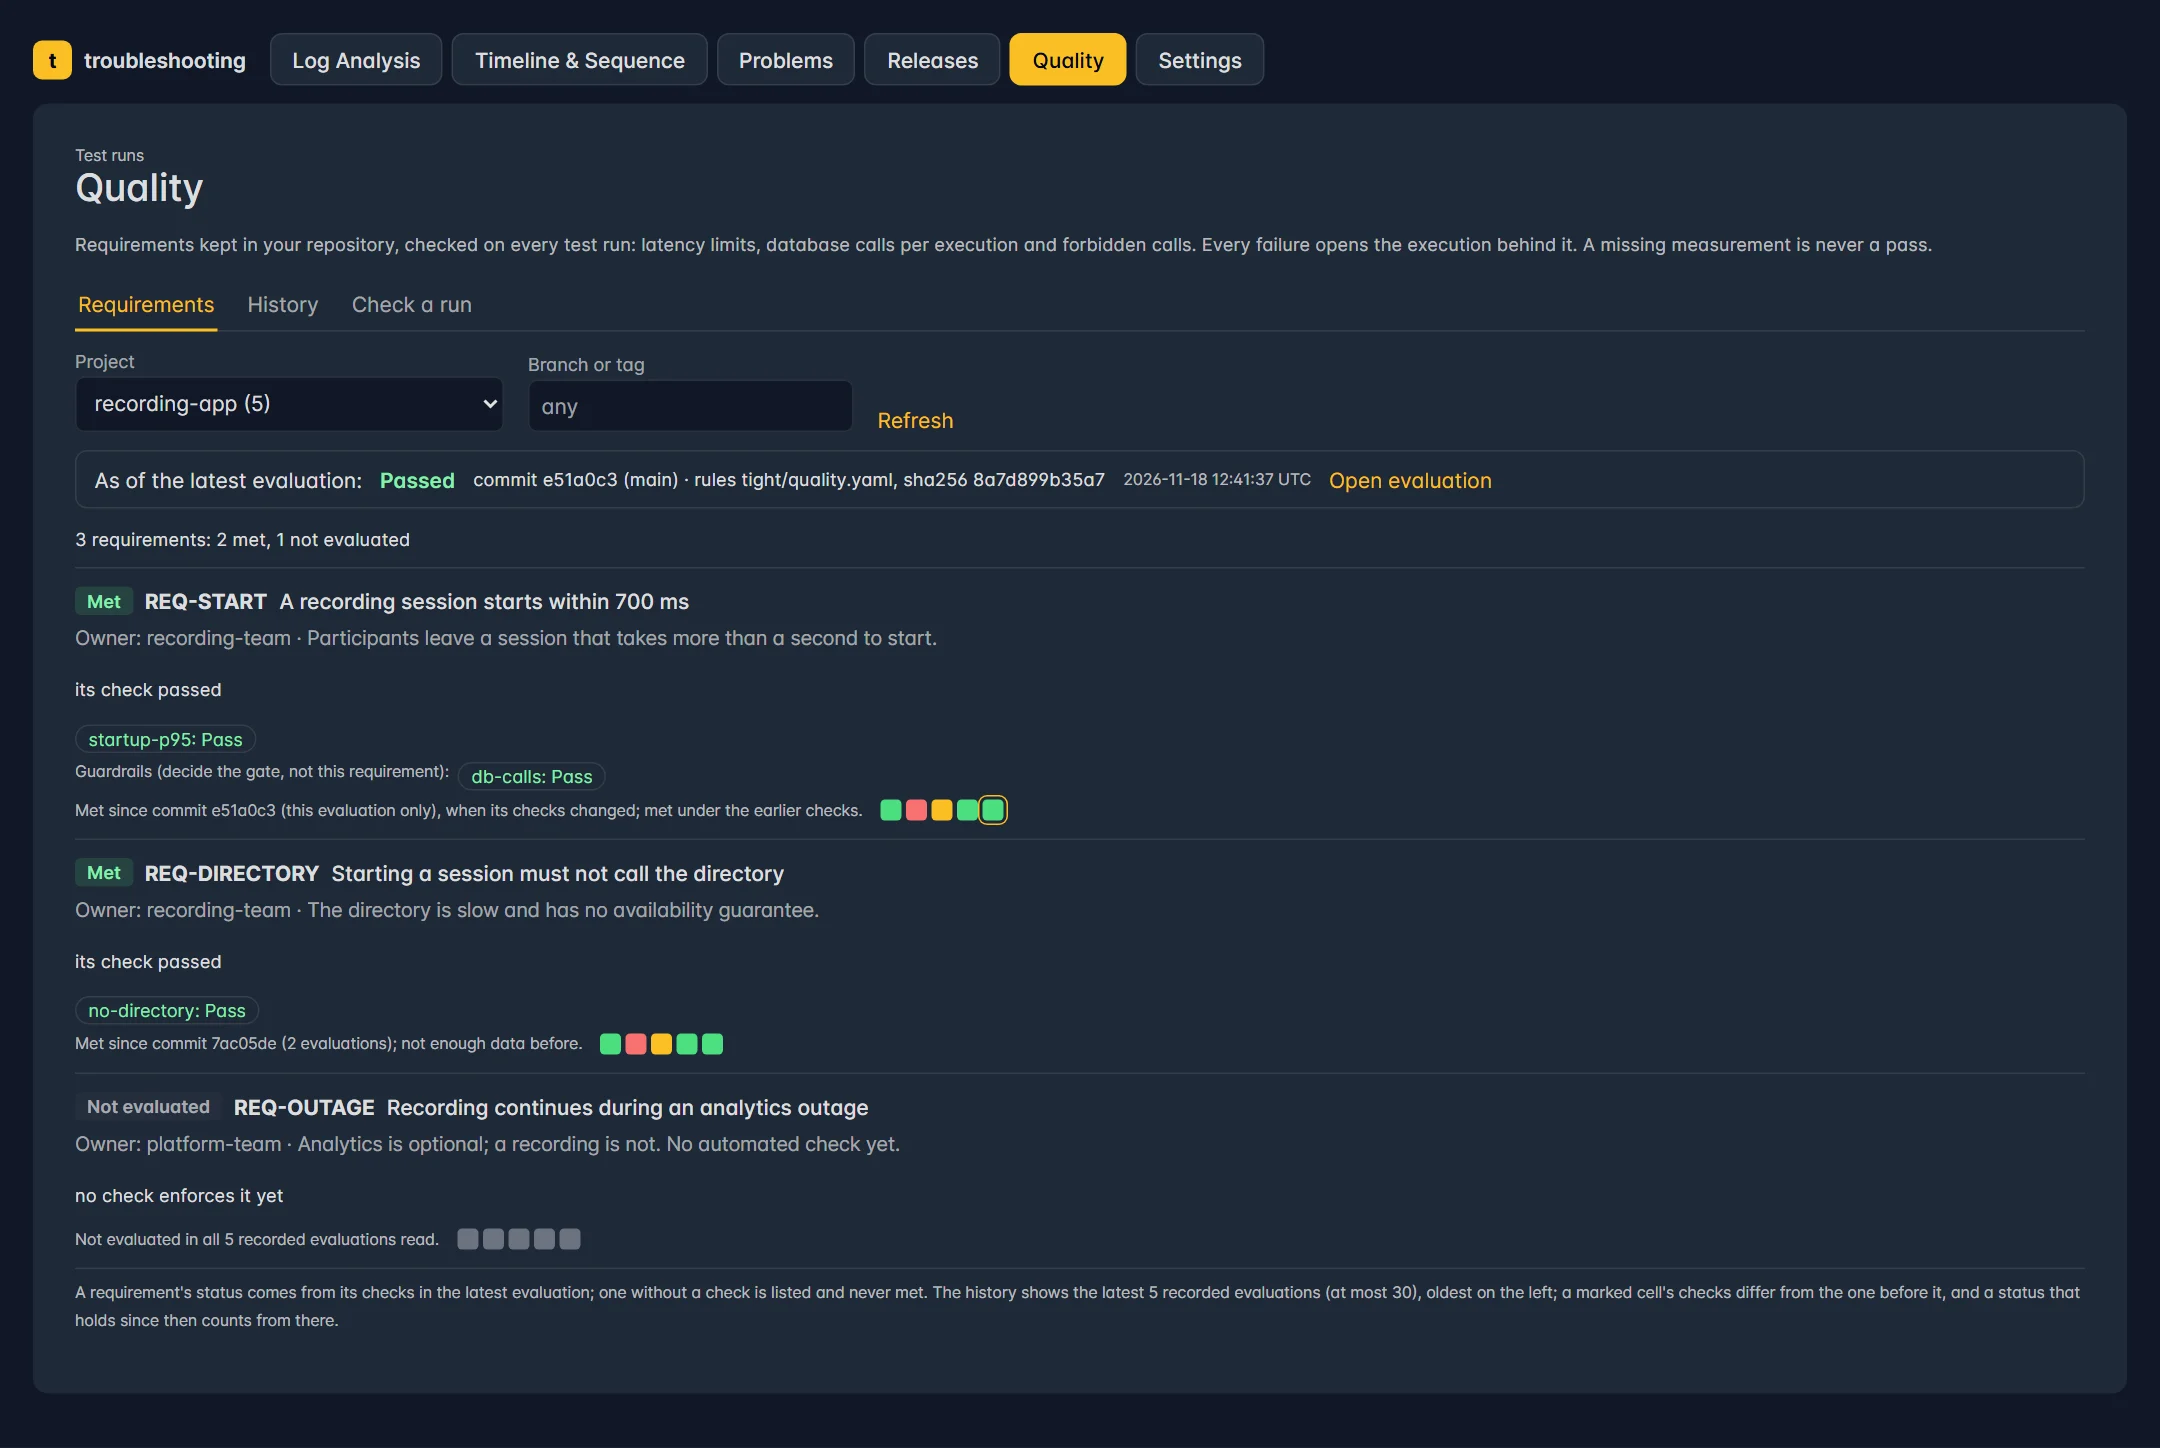 t troubleshooting Log Analysis Timeline & Sequence Problems Releases Quality Settings
Test runs
Quality
Requirements kept in your repository, checked on every test run: latency limits, database calls per execution and forbidden calls. Every failure opens the execution behind it. A missing measurement is never a pass.
Requirements History Check a run
Project Branch or tag
recording-app (5) any Refresh
As of the latest evaluation: Passed commit e51a0c3 (main) · rules tight/quality.yaml, sha256 8a7d899b35a7 2026-11-18 12:41:37 UTC Open evaluation
3 requirements: 2 met, 1 not evaluated
Met REQ-START A recording session starts within 700 ms
Owner: recording-team · Participants leave a session that takes more than a second to start.
its check passed
startup-p95: Pass
Guardrails (decide the gate, not this requirement): db-calls: Pass
Met since commit e51a0c3 (this evaluation only), when its checks changed; met under the earlier checks.
Met REQ-DIRECTORY Starting a session must not call the directory
Owner: recording-team · The directory is slow and has no availability guarantee.
its check passed
no-directory: Pass
Met since commit 7ac05de (2 evaluations); not enough data before.
Not evaluated REQ-OUTAGE Recording continues during an analytics outage
Owner: platform-team · Analytics is optional; a recording is not. No automated check yet.
no check enforces it yet
Not evaluated in all 5 recorded evaluations read.
A requirement's status comes from its checks in the latest evaluation; one without a check is listed and never met. The history shows the latest 5 recorded evaluations (at most 30), oldest on the left; a marked cell's checks differ from the one before it, and a status that
holds since then counts from there.